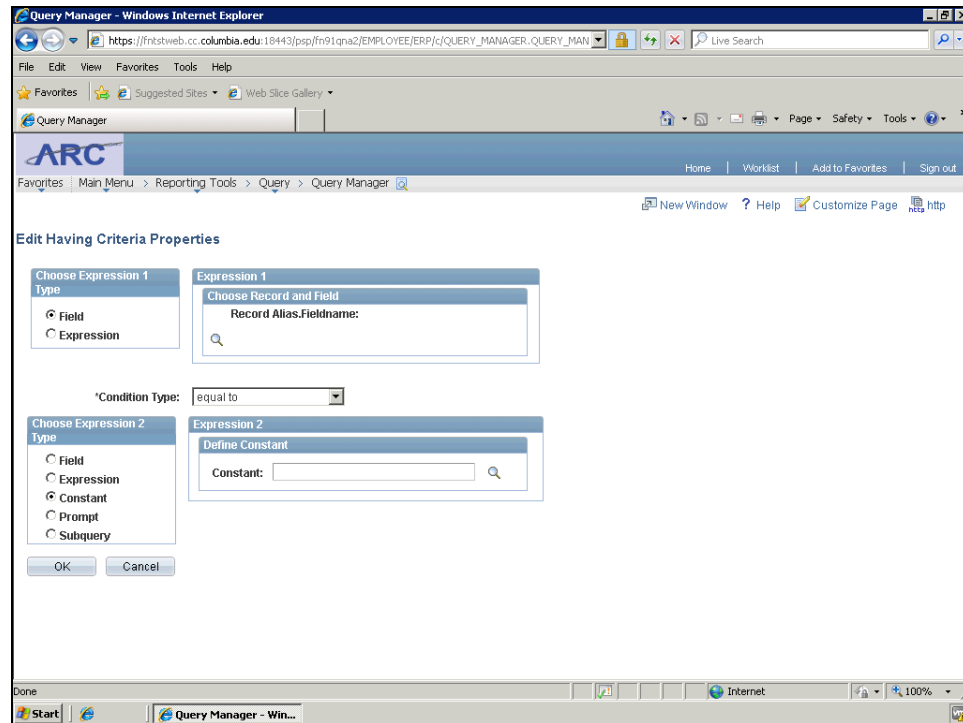 Query Manager - Windows Internet Explorer
https://fntstweb.cc.columbia.edu:18443/psp/fn91qna2/EMPLOYEE/ERP/c/QUERY_MANAGER.QUERY_MAN
Live Search
File Edit View Favorites Tools Help
Favorites Suggested Sites Web Slice Gallery
Query Manager
Page Safety Tools
ARC
Home | Worklist | Add to Favorites | Sign out
Favorites Main Menu > Reporting Tools > Query > Query Manager
New Window ? Help Customize Page http
Edit Having Criteria Properties
Choose Expression 1 Type
Field
Expression
Expression 1
Choose Record and Field
Record Alias.Fieldname:
*Condition Type: equal to
Choose Expression 2 Type
Field
Expression
Constant
Prompt
Subquery
Expression 2
Define Constant
Constant:
OK Cancel
Done Internet 100%
Start Query Manager - Win...